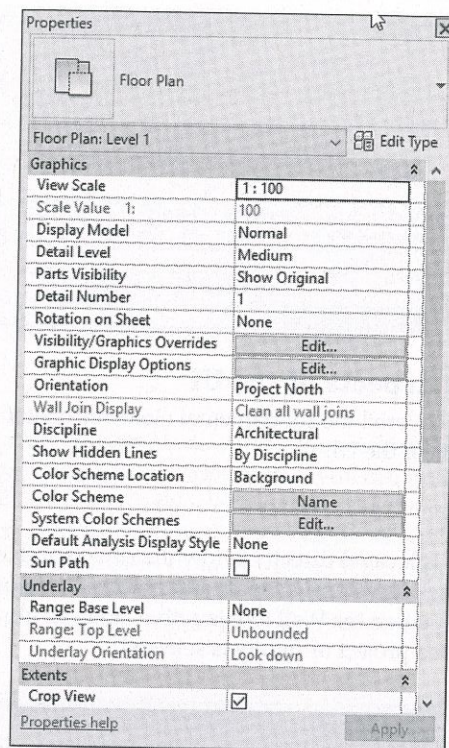 Properties
Floor Plan
Floor Plan: Level 1 Edit Type
Graphics
View Scale 1 : 100
Scale Value 1: 100
Display Model Normal
Detail Level Medium
Parts Visibility Show Original
Detail Number 1
Rotation on Sheet None
Visibility/Graphics Overrides Edit...
Graphic Display Options Edit...
Orientation Project North
Wall Join Display Clean all wall joins
Discipline Architectural
Show Hidden Lines By Discipline
Color Scheme Location Background
Color Scheme Name
System Color Schemes Edit...
Default Analysis Display Style None
Sun Path
Underlay
Range: Base Level None
Range: Top Level Unbounded
Underlay Orientation Look down
Extents
Crop View
Properties help Apply